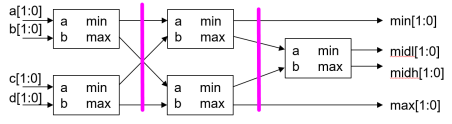 a[1:0]
b[1:0]
a min
b max
a min
b max
min[1:0]
a min
b max
midl[1:0]
midh[1:0]
c[1:0]
d[1:0]
a min
b max
a min
b max
max[1:0]